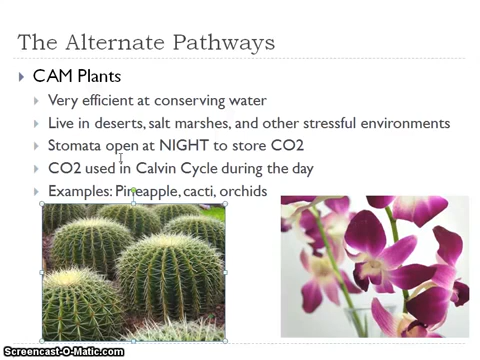 The Alternate Pathways
CAM Plants
Very efficient at conserving water
Live in deserts, salt marshes, and other stressful environments
Stomata open at NIGHT to store CO2
CO2 used in Calvin Cycle during the day
Examples: Pineapple, cacti, orchids
Screencast-O-Matic.com